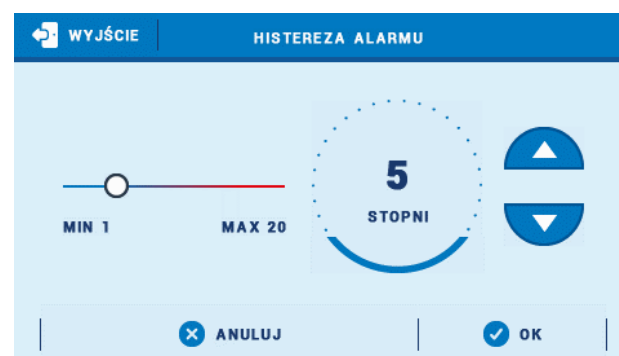 WYJŚCIE
HISTEREZA ALARMU
5
STOPNI
MIN 1
MAX 20
ANULUJ
OK